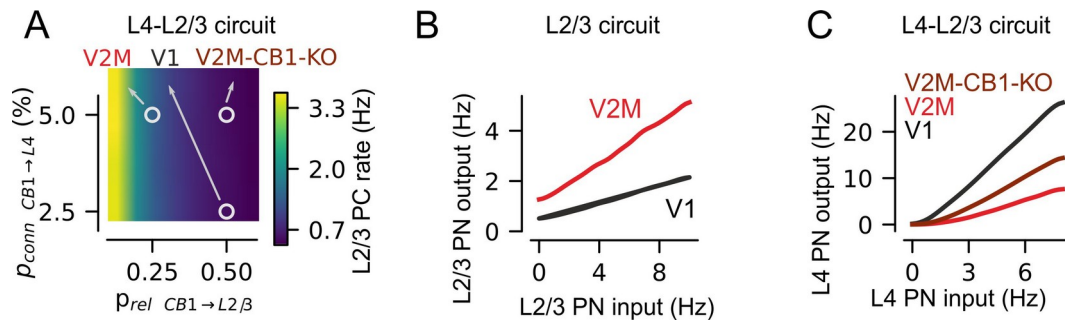 A
L4-L2/3 circuit
V2M V1 V2M-CB1-KO
p_conn CB1→L4 (%)
5.0
2.5
0.25 0.50
p_rel CB1→L2/3
3.3
2.0
0.7
L2/3 PC rate (Hz)
B
L2/3 circuit
L2/3 PN output (Hz)
4
2
0
V2M
V1
0 4 8
L2/3 PN input (Hz)
C
L4-L2/3 circuit
V2M-CB1-KO
V2M
V1
L4 PN output (Hz)
20
10
0
0 3 6
L4 PN input (Hz)